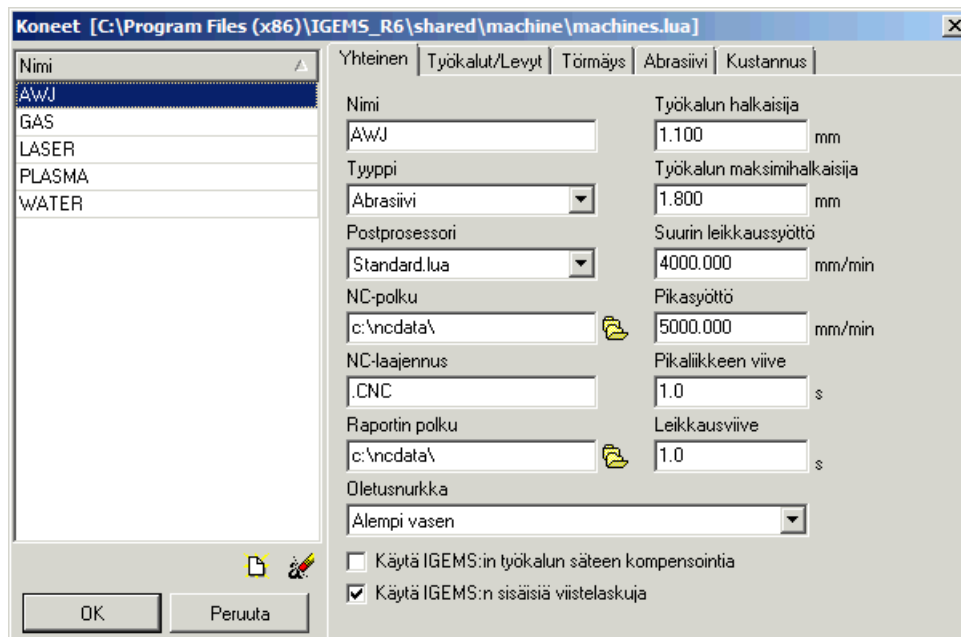 Koneet [C:\Program Files (x86)\IGEMS_R6\shared\machine\machines.lua]
Nimi
AWJ
GAS
LASER
PLASMA
WATER
OK Peruuta
Yhteinen Työkalut/Levyt Törmäys Abrasiivi Kustannus
Nimi Työkalun halkaisija
AWJ 1.100 mm
Tyyppi Työkalun maksimihalkaisija
Abrasiivi 1.800 mm
Postprosessori Suurin leikkaussyöttö
Standard.lua 4000.000 mm/min
NC-polku Pikasyöttö
c:\ncdata\ 5000.000 mm/min
NC-laajennus Pikaliikkeen viive
.CNC 1.0 s
Raportin polku Leikkausviive
c:\ncdata\ 1.0 s
Oletusnurkka
Alempi vasen
Käytä IGEMS:in työkalun säteen kompensointia
Käytä IGEMS:n sisäisiä viistelaskuja